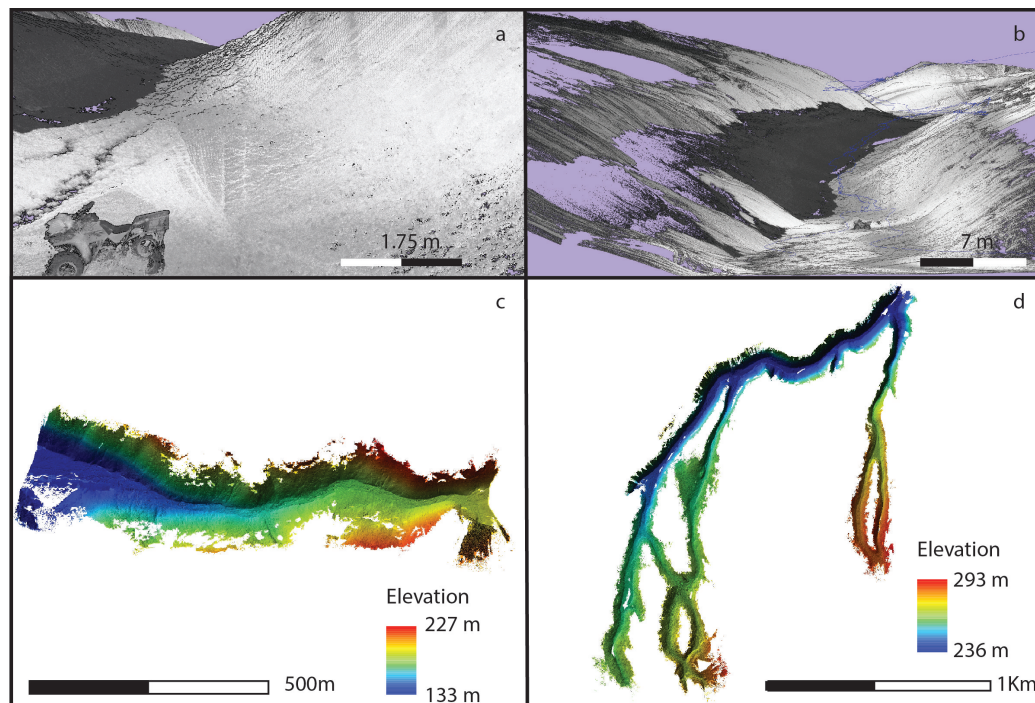 a
1.75 m
b
7 m
c
Elevation
227 m
133 m
500m
d
Elevation
293 m
236 m
1Km